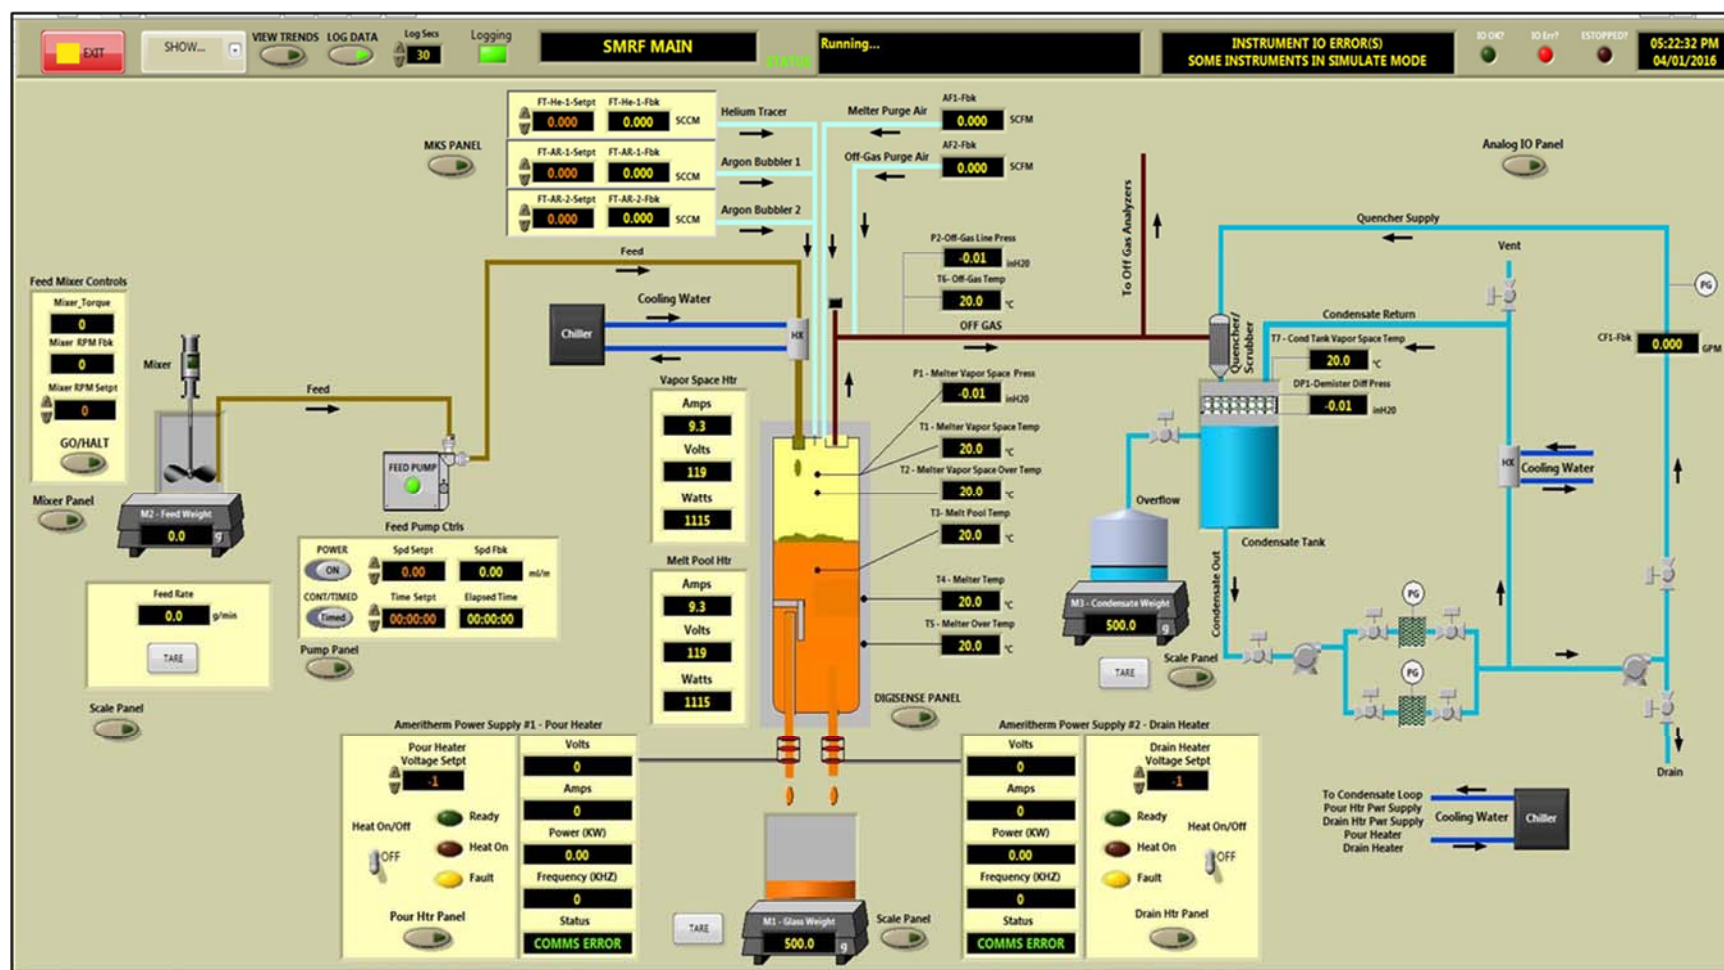 EXIT
SHOW...
VIEW TRENDS
LOG DATA
Log Secs
30
Logging
SMRF MAIN
STATUS
Running...
INSTRUMENT IO ERROR(S)
SOME INSTRUMENTS IN SIMULATE MODE
IO OK?
IO Err?
ESTOPPED?
05:22:32 PM
04/01/2016
MKS PANEL
FT-He-1-Setpt
FT-He-1-Fbk
0.000
0.000
SCCM
Helium Tracer
FT-AR-1-Setpt
FT-AR-1-Fbk
0.000
0.000
SCCM
Argon Bubbler 1
FT-AR-2-Setpt
FT-AR-2-Fbk
0.000
0.000
SCCM
Argon Bubbler 2
Melter Purge Air
AF1-Fbk
0.000
SCFM
Off-Gas Purge Air
AF2-Fbk
0.000
SCFM
Analog IO Panel
To Off Gas Analyzers
Quencher Supply
Vent
PG
Feed
P2-Off-Gas Line Press
-0.01
inH20
T6- Off-Gas Temp
20.0
°C
OFF GAS
Feed Mixer Controls
Mixer_Torque
0
Mixer RPM Fbk
0
Mixer RPM Setpt
0
GO/HALT
Mixer Panel
Mixer
Feed
M2 - Feed Weight
0.0
g
Feed Rate
0.0
g/min
TARE
Scale Panel
FEED PUMP
Feed Pump Ctrls
POWER
ON
Spd Setpt
0.00
Spd Fbk
0.00
ml/m
CONT/TIMED
Timed
Time Setpt
00:00:00
Elapsed Time
00:00:00
Pump Panel
Chiller
Cooling Water
HX
Vapor Space Htr
Amps
9.3
Volts
119
Watts
1115
Melt Pool Htr
Amps
9.3
Volts
119
Watts
1115
P1 - Melter Vapor Space Press
-0.01
inH20
T1 - Melter Vapor Space Temp
20.0
°C
T2 - Melter Vapor Space Over Temp
20.0
°C
T3- Melt Pool Temp
20.0
°C
T4 - Melter Temp
20.0
°C
T5 - Melter Over Temp
20.0
°C
DIGISENSE PANEL
Quencher/
Scrubber
Condensate Return
T7 - Cond Tank Vapor Space Temp
20.0
°C
DP1-Demister Diff Press
-0.01
inH20
CF1-Fbk
0.000
GPM
HX
Cooling Water
Overflow
Condensate Tank
Condensate Out
M3 - Condensate Weight
500.0
g
TARE
Scale Panel
PG
PG
Drain
Ameritherm Power Supply #1 - Pour Heater
Pour Heater
Voltage Setpt
-1
Ready
Heat On/Off
OFF
Heat On
Fault
Pour Htr Panel
Volts
0
Amps
0
Power (KW)
0.00
Frequency (KHZ)
0
Status
COMMS ERROR
TARE
M1 - Glass Weight
500.0
g
Scale Panel
Ameritherm Power Supply #2 - Drain Heater
Volts
0
Amps
0
Power (KW)
0.00
Frequency (KHZ)
0
Status
COMMS ERROR
Drain Heater
Voltage Setpt
-1
Ready
Heat On/Off
OFF
Heat On
Fault
Drain Htr Panel
To Condensate Loop
Pour Htr Pwr Supply
Drain Htr Pwr Supply
Pour Heater
Drain Heater
Cooling Water
Chiller